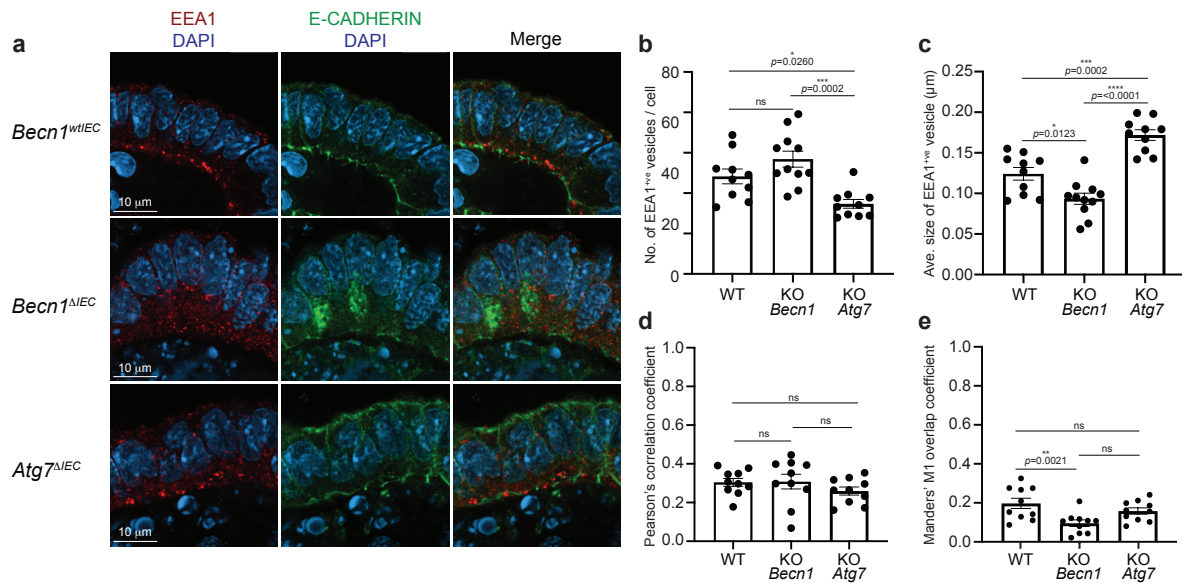 a
EEA1
DAPI
E-CADHERIN
DAPI
Merge
Becn1wtIEC
10 μm
Becn1ΔIEC
10 μm
Atg7ΔIEC
10 μm
b
No. of EEA1+ve vesicles / cell
80
60
40
20
0
*
p=0.0260
***
p=0.0002
ns
WT
KO
Becn1
KO
Atg7
c
Ave. size of EEA1+ve vesicle (μm)
0.25
0.20
0.15
0.10
0.05
0.00
***
p=0.0002
****
p=<0.0001
*
p=0.0123
WT
KO
Becn1
KO
Atg7
d
Pearson's correlation coefficient
1.0
0.8
0.6
0.4
0.2
0.0
ns
ns
ns
WT
KO
Becn1
KO
Atg7
e
Manders' M1 overlap coefficient
1.0
0.8
0.6
0.4
0.2
0.0
ns
**
p=0.0021
ns
WT
KO
Becn1
KO
Atg7